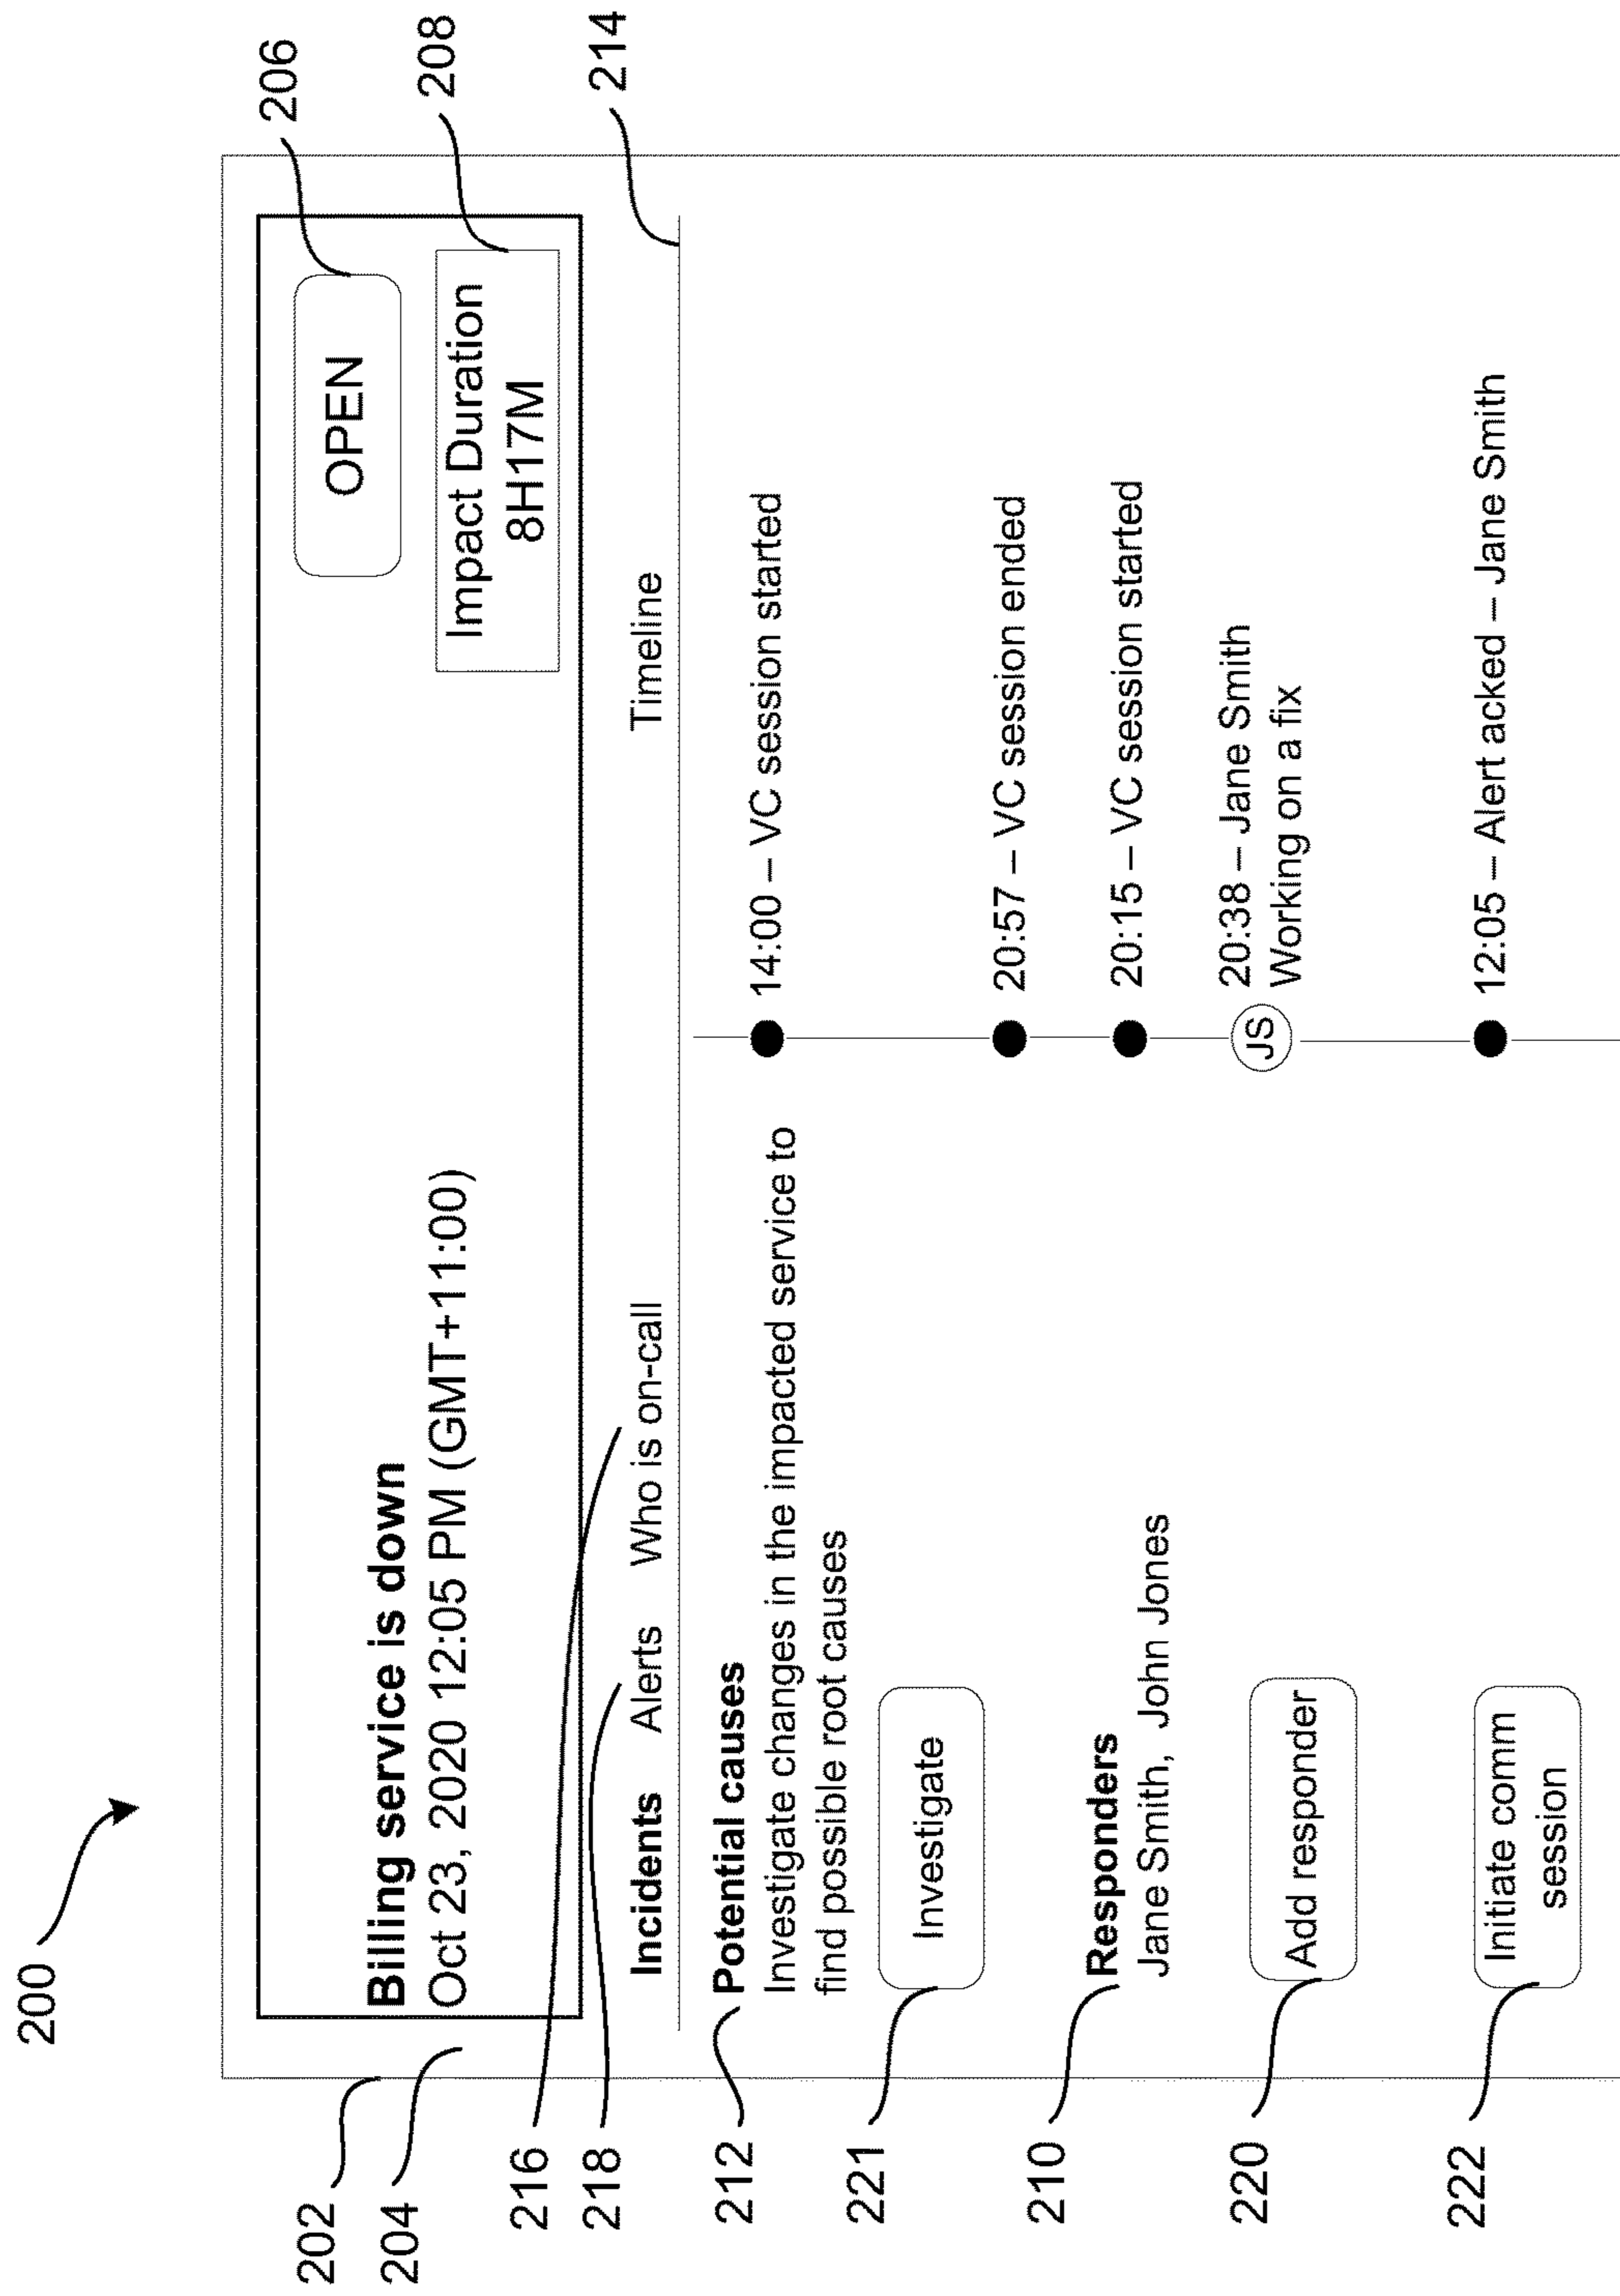 200
202
204
206
208
Billing service is down
Oct 23, 2020 12:05 PM (GMT+11:00)
OPEN
Impact Duration
8H17M
216
218
214
Incidents Alerts Who is on-call Timeline
212
Potential causes
Investigate changes in the impacted service to
find possible root causes
221
Investigate
210
Responders
Jane Smith, John Jones
220
Add responder
222
Initiate comm
session
14:00 – VC session started
20:57 – VC session ended
20:15 – VC session started
JS
20:38 – Jane Smith
Working on a fix
12:05 – Alert acked – Jane Smith